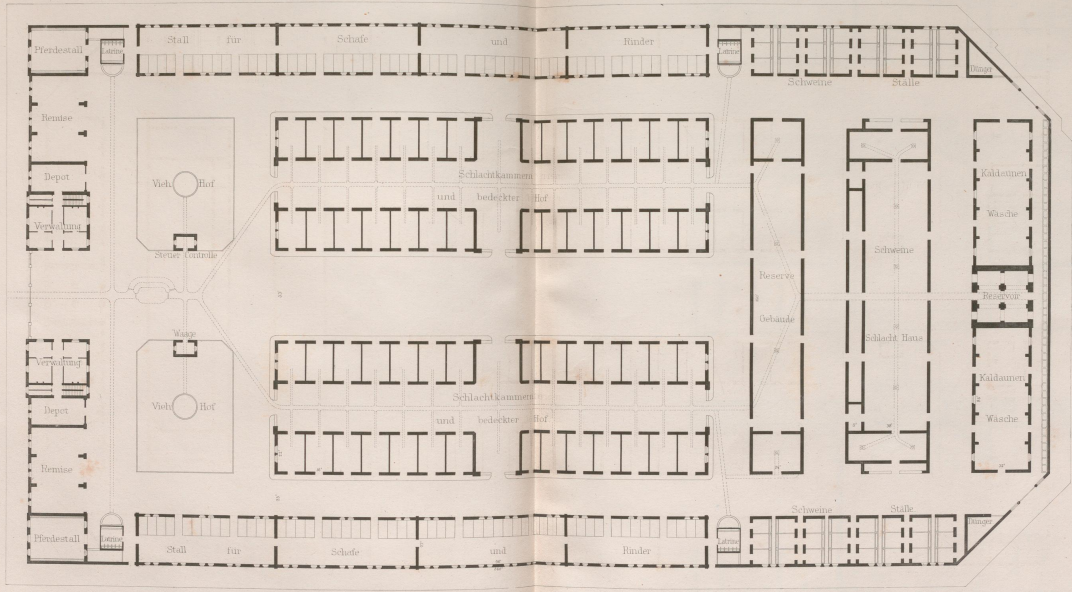 Pferdestall
Latrine
Stall für Schafe und Rinder
Latrine
Schweine Ställe
Dünger
Remise
Depot
Verwaltung
Vieh Hof
Steuer Controlle
Schlachtkammern
und bedeckter Hof
Reserve
Gebäude
Schweine
Schlacht Haus
Kaldaunen
Wäsche
Reservoir
Kaldaunen
Wäsche
Waage
Vieh Hof
Verwaltung
Depot
Remise
Schlachtkammern
und bedeckter Hof
Pferdestall
Latrine
Stall für Schafe und Rinder
Latrine
Schweine Ställe
Dünger